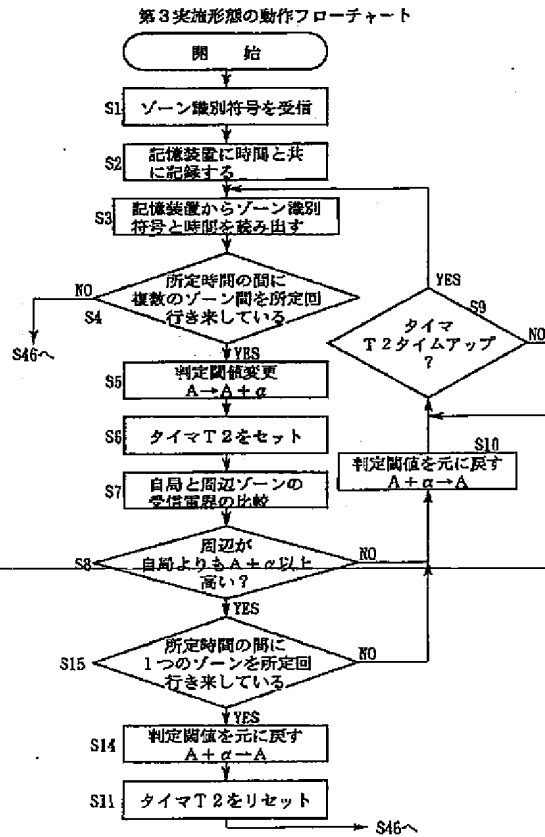 第3実施形態の動作フローチャート
開 始
S1
ゾーン識別符号を受信
S2
記憶装置に時間と共
に記録する
S3
記憶装置からゾーン識別
符号と時間を読み出す
所定時間の間に
複数のゾーン間を所定回
行き来している
NO
S4
S46へ
YES
S5
判定閾値変更
A→A+α
S6
タイマT2をセット
S7
自局と周辺ゾーンの
受信電界の比較
周辺が
自局よりもA+α以上
高い?
S8
NO
YES
所定時間の間に
1つのゾーンを所定回
行き来している
S15
NO
YES
S14
判定閾値を元に戻す
A+α→A
S11
タイマT2をリセット
S46へ
YES
S9
タイマ
T2タイムアップ
?
NO
S10
判定閾値を元に戻す
A+α→A